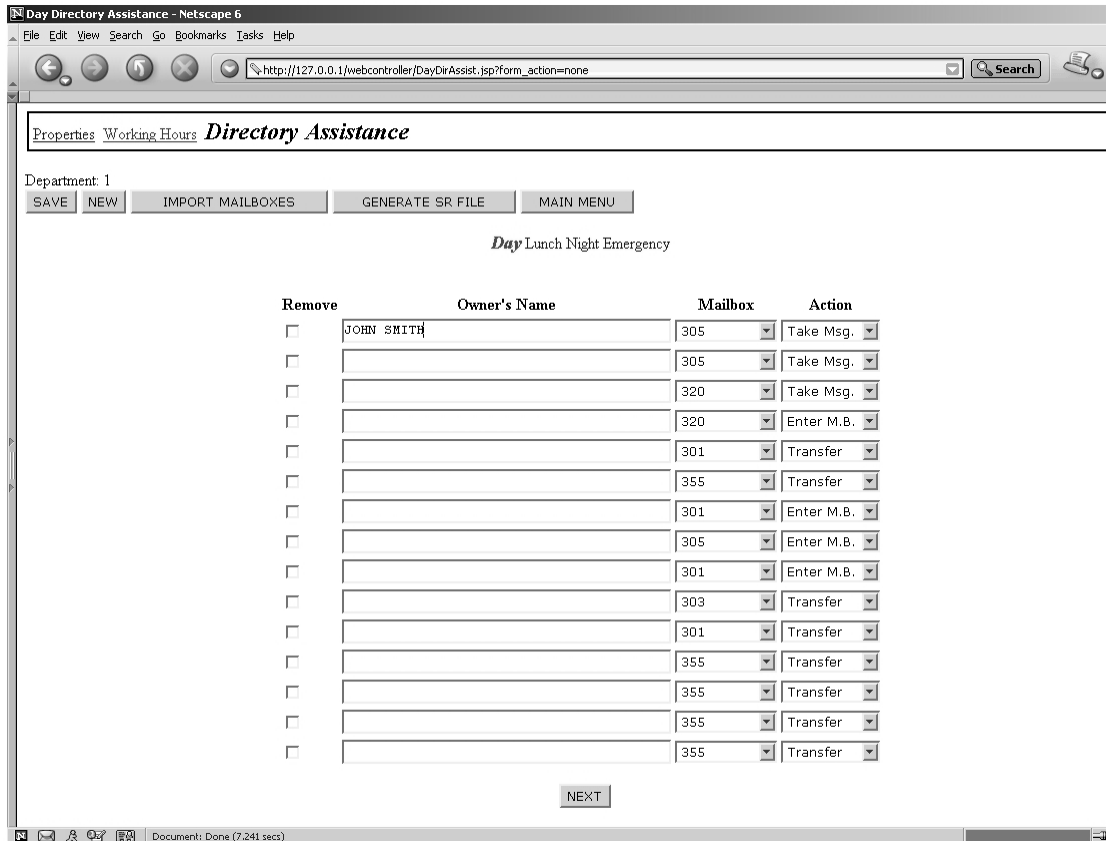 Day Directory Assistance - Netscape 6
File Edit View Search Go Bookmarks Tasks Help
http://127.0.0.1/webcontroller/DayDirAssist.jsp?form_action=none Search
Properties Working Hours Directory Assistance
Department: 1
SAVE NEW IMPORT MAILBOXES GENERATE SR FILE MAIN MENU
Day Lunch Night Emergency
Remove Owner's Name Mailbox Action
JOHN SMITH 305 Take Msg.
305 Take Msg.
320 Take Msg.
320 Enter M.B.
301 Transfer
355 Transfer
301 Enter M.B.
305 Enter M.B.
301 Enter M.B.
303 Transfer
301 Transfer
355 Transfer
355 Transfer
355 Transfer
355 Transfer
NEXT
Document: Done (7.241 secs)